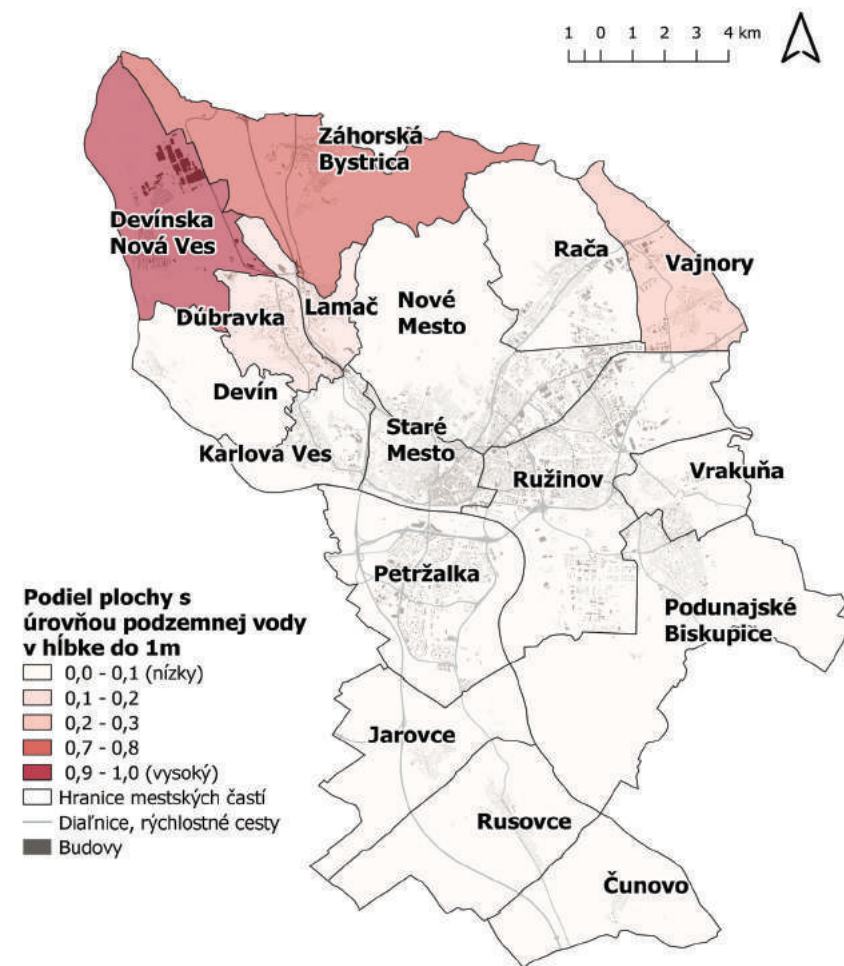 1 0 1 2 3 4 km
Záhorská
Bystrica
Devínska
Nová Ves
Rača
Vajnory
Lamač
Nové
Mesto
Dúbravka
Devín
Staré
Mesto
Karlova Ves
Ružinov
Vrakuňa
Petržalka
Podunajské
Biskupice
Jarovce
Rusovce
Čunovo
Podiel plochy s
úrovňou podzemnej vody
v hĺbke do 1m
0,0 - 0,1 (nízky)
0,1 - 0,2
0,2 - 0,3
0,7 - 0,8
0,9 - 1,0 (vysoký)
Hranice mestských častí
Diaľnice, rýchlostné cesty
Budovy